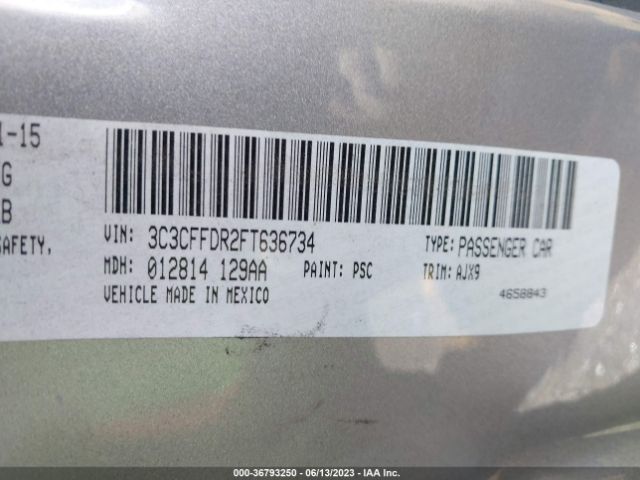 1-15
G
B
SAFETY,
VIN: 3C3CFFDR2FT636734
TYPE: PASSENGER CAR
MDH: 012814 129AA
PAINT: PSC
TRIM: AJX9
VEHICLE MADE IN MEXICO
4658843
000-36793250 - 06/13/2023 - IAA Inc.